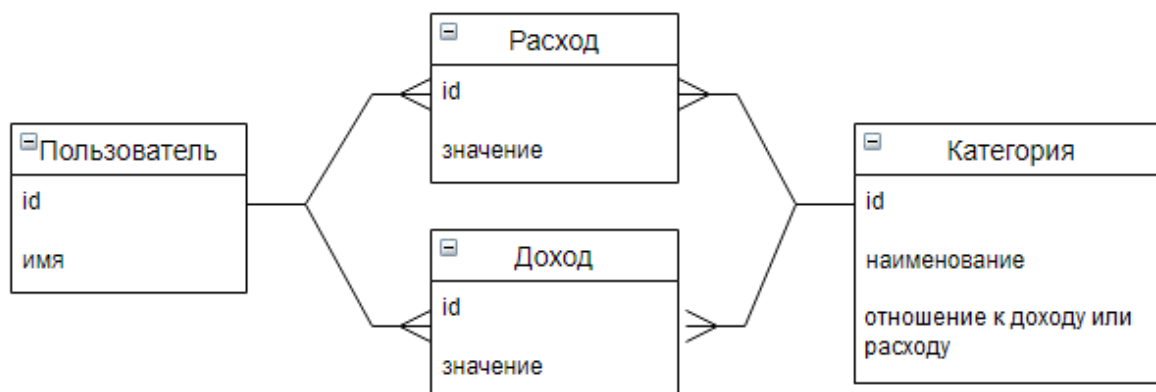 Расход
id
значение
Пользователь
id
имя
Доход
id
значение
Категория
id
наименование
отношение к доходу или
расходу